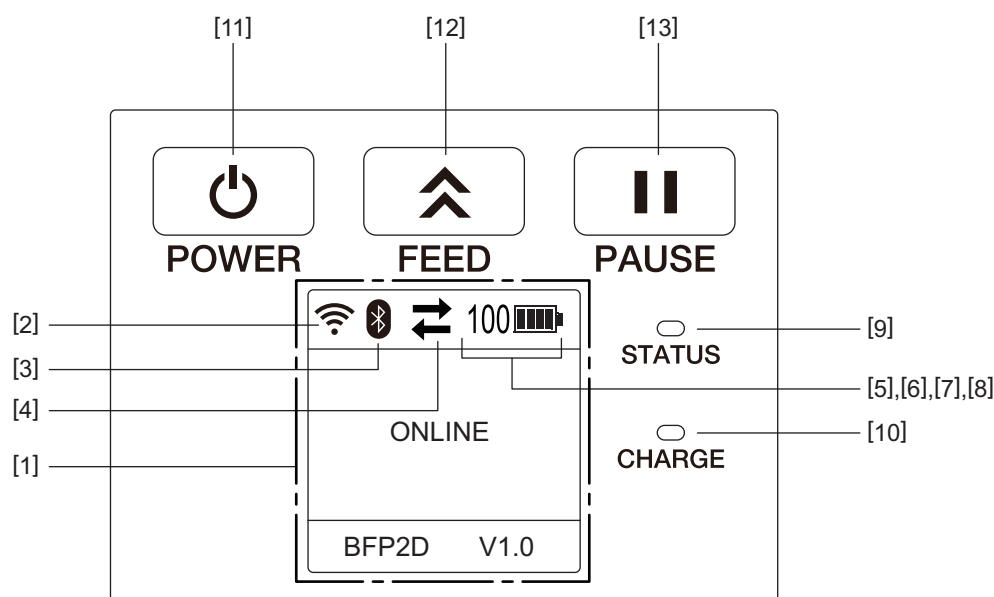 [11] [12] [13]
POWER FEED PAUSE
[2] 100 [9]
STATUS
[3] [5],[6],[7],[8]
[4] ONLINE [10]
[1] CHARGE
BFP2D V1.0